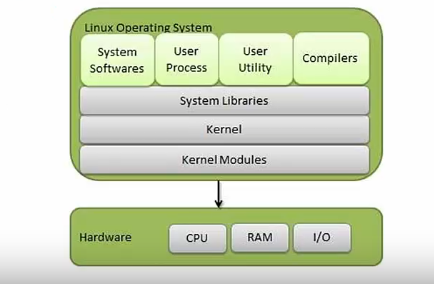 Linux Operating System
System
Softwares
User
Process
User
Utility
Compilers
System Libraries
Kernel
Kernel Modules
Hardware
CPU
RAM
I/O